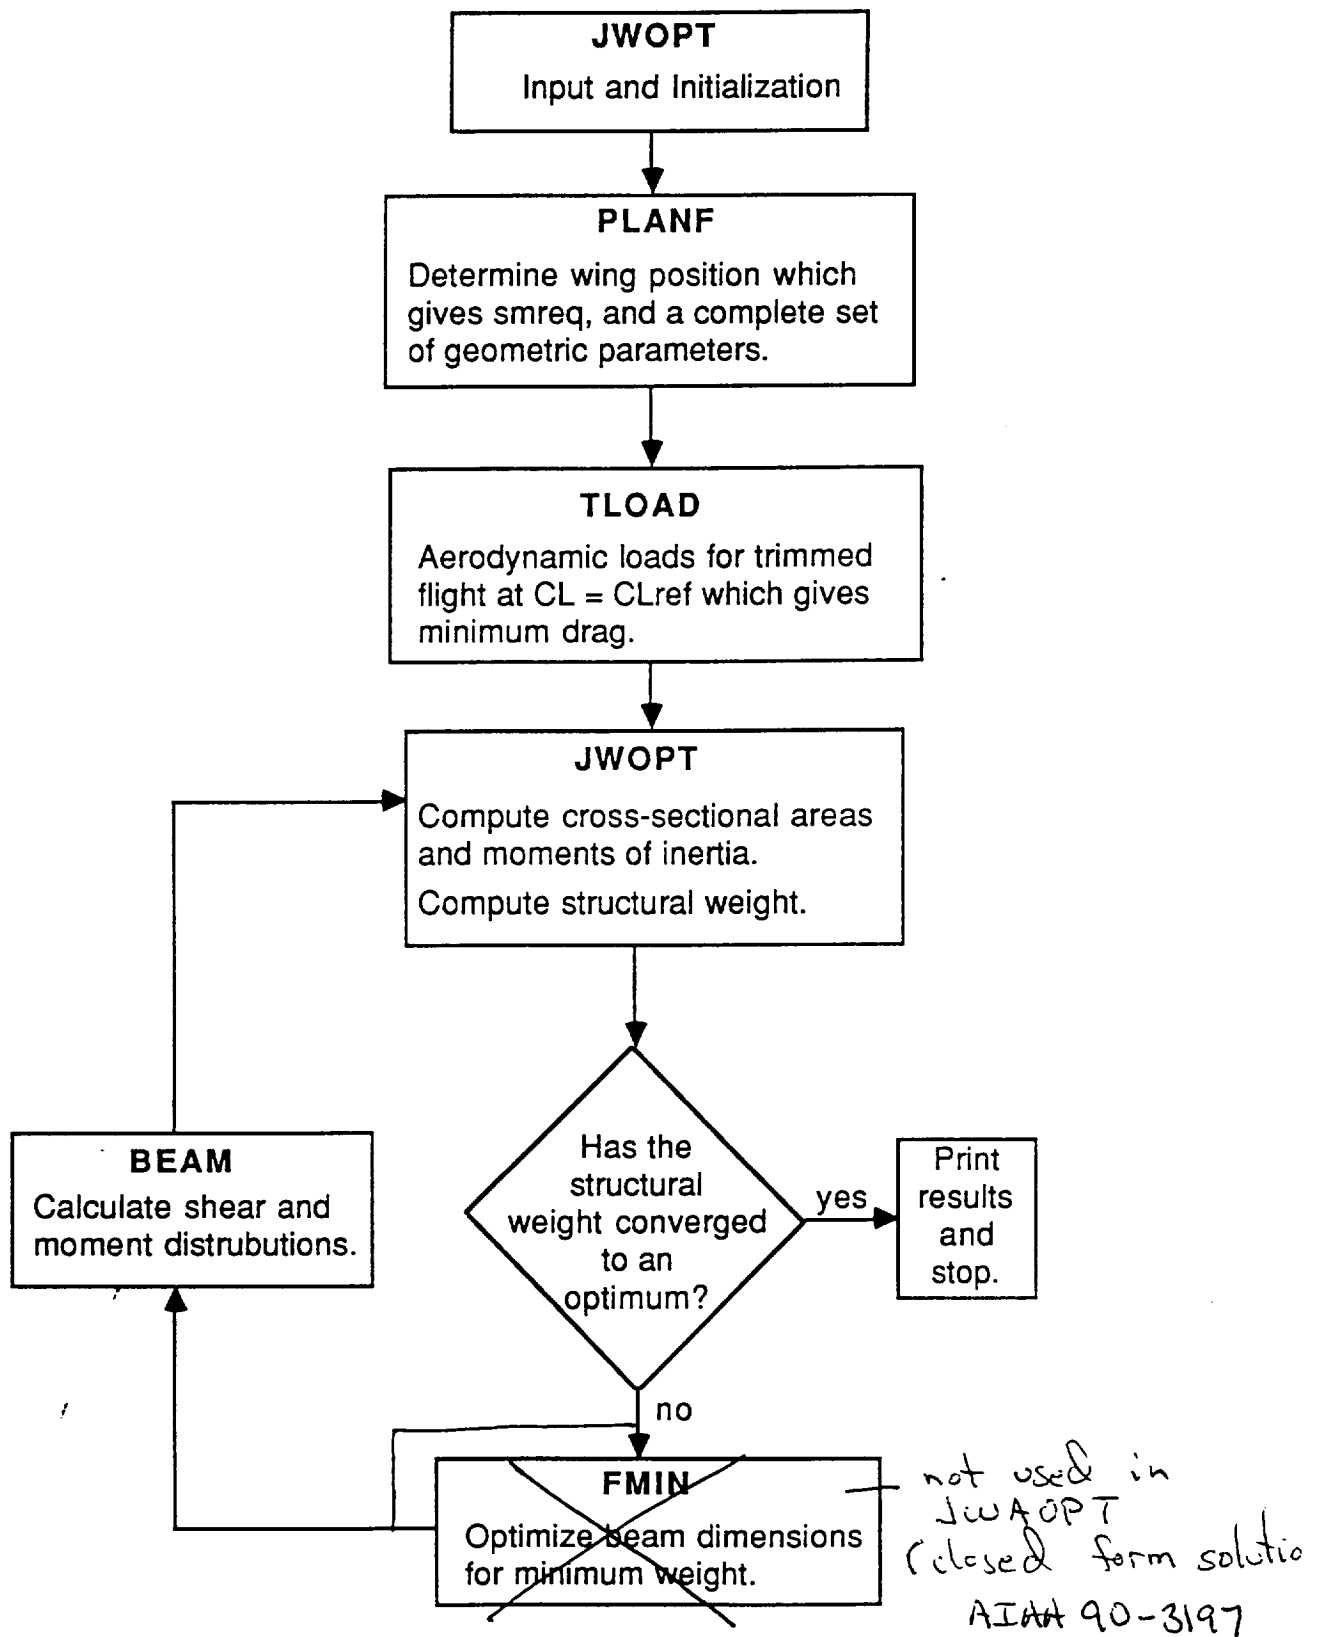 JWOPT
Input and Initialization
PLANF
Determine wing position which
gives smreq, and a complete set
of geometric parameters.
TLOAD
Aerodynamic loads for trimmed
flight at CL = CLref which gives
minimum drag.
JWOPT
Compute cross-sectional areas
and moments of inertia.
Compute structural weight.
BEAM
Calculate shear and
moment distrubutions.
Has the
structural
weight converged
to an
optimum?
yes
Print
results
and
stop.
no
FMIN
Optimize beam dimensions
for minimum weight.
not used in
JWAOPT
(closed form solutio
AIAA 90-3197